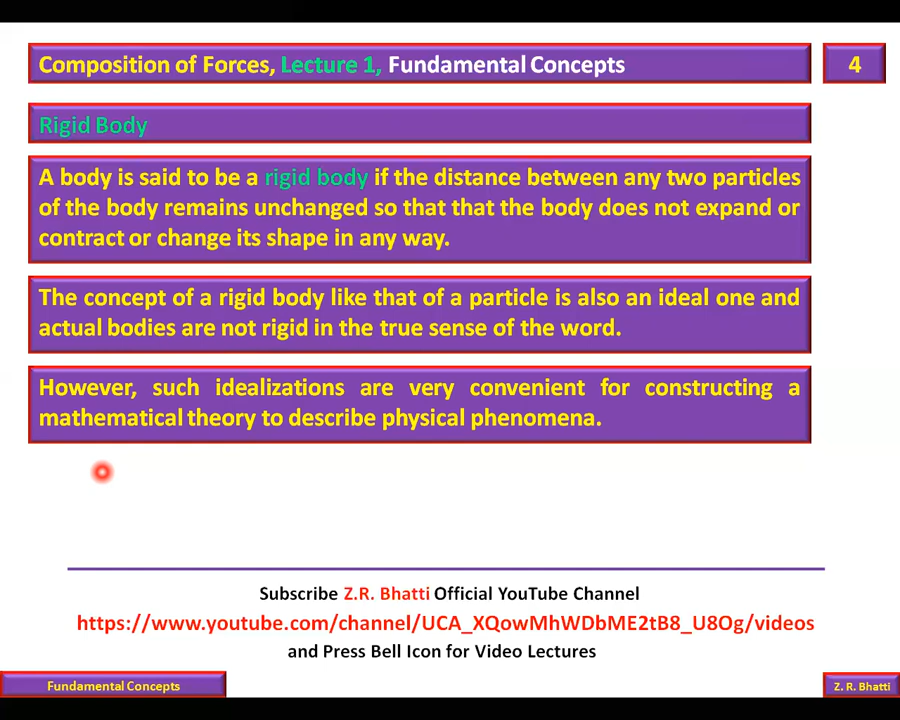 Composition of Forces, Lecture 1, Fundamental Concepts
4
Rigid Body
A body is said to be a rigid body if the distance between any two particles
of the body remains unchanged so that that the body does not expand or
contract or change its shape in any way.
The concept of a rigid body like that of a particle is also an ideal one and
actual bodies are not rigid in the true sense of the word.
However, such idealizations are very convenient for constructing a
mathematical theory to describe physical phenomena.
Subscribe Z.R. Bhatti Official YouTube Channel
https://www.youtube.com/channel/UCA_XQowMhWDbME2tB8_U8Og/videos
and Press Bell Icon for Video Lectures
Fundamental Concepts
Z. R. Bhatti